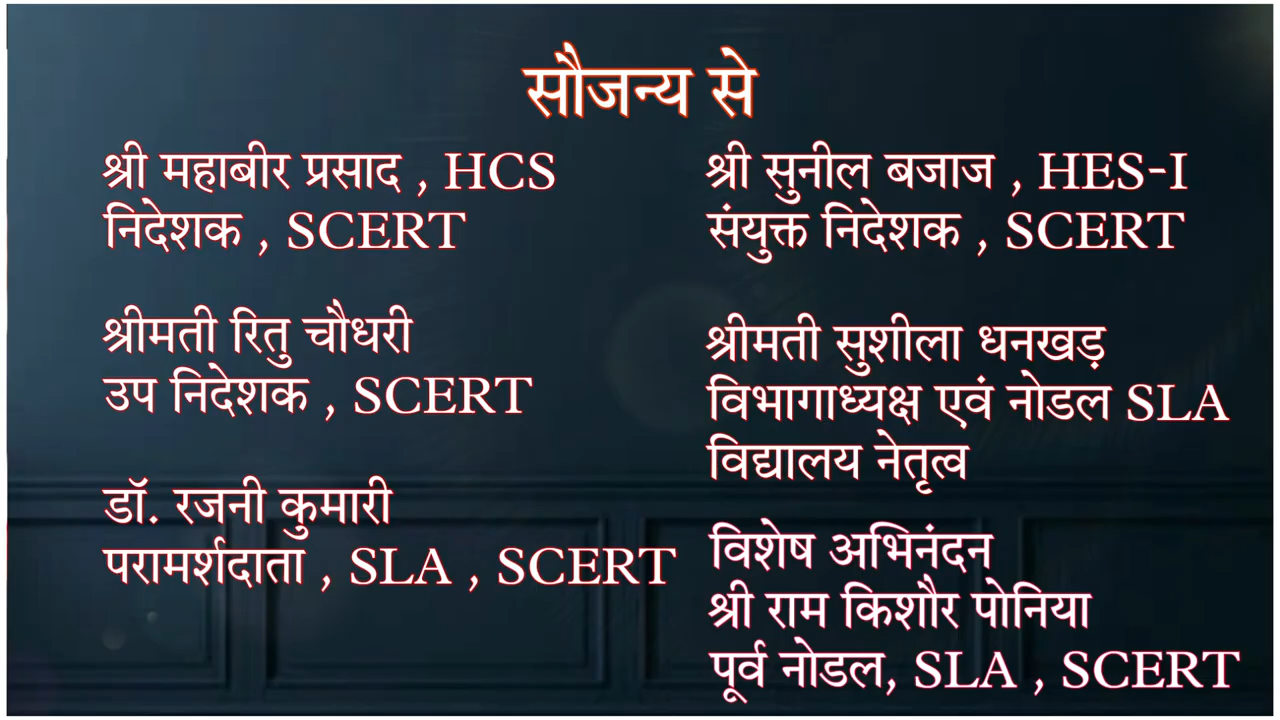 सौजन्य से
श्री महाबीर प्रसाद , HCS
निदेशक , SCERT
श्रीमती रितु चौधरी
उप निदेशक , SCERT
डॉ. रजनी कुमारी
परामर्शदाता , SLA , SCERT
श्री सुनील बजाज , HES-I
संयुक्त निदेशक , SCERT
श्रीमती सुशीला धनखड़
विभागाध्यक्ष एवं नोडल SLA
विद्यालय नेतृत्व
विशेष अभिनंदन
श्री राम किशौर पोनिया
पूर्व नोडल, SLA , SCERT